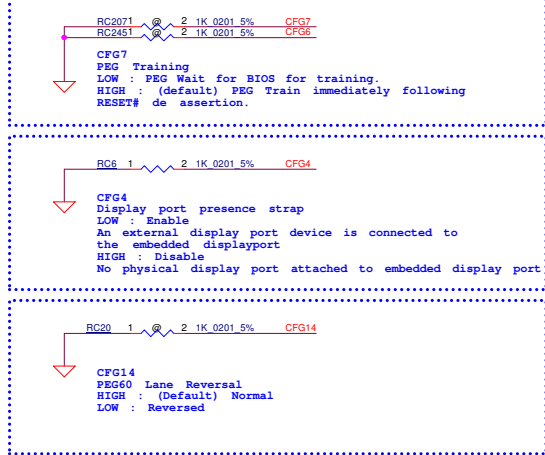 RC207 1 @ 2 1K_0201_5% CFG7
RC245 1 @ 2 1K_0201_5% CFG6
CFG7
PEG Training
LOW : PEG Wait for BIOS for training.
HIGH : (default) PEG Train immediately following
RESET# de assertion.
RC6 1 2 1K_0201_5% CFG4
CFG4
Display port presence strap
LOW : Enable
An external display port device is connected to
the embedded displayport
HIGH : Disable
No physical display port attached to embedded display port
RC20 1 @ 2 1K_0201_5% CFG14
CFG14
PEG60 Lane Reversal
HIGH : (Default) Normal
LOW : Reversed